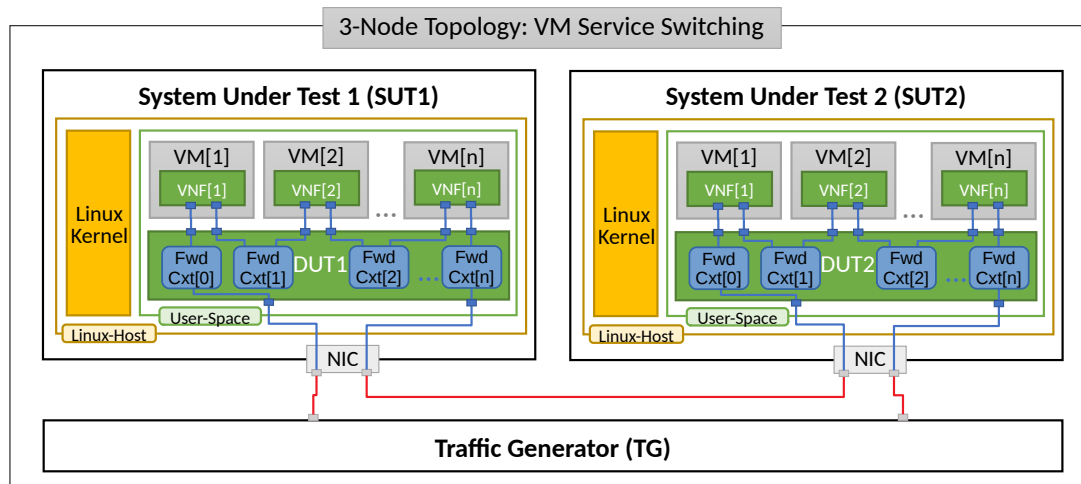 3-Node Topology: VM Service Switching
System Under Test 1 (SUT1)
Linux
Kernel
VM[1]
VNF[1]
VM[2]
VNF[2]
...
VM[n]
VNF[n]
DUT1
Fwd
Cxt[0]
Fwd
Cxt[1]
Fwd
Cxt[2]
...
Fwd
Cxt[n]
User-Space
Linux-Host
NIC
System Under Test 2 (SUT2)
Linux
Kernel
VM[1]
VNF[1]
VM[2]
VNF[2]
...
VM[n]
VNF[n]
DUT2
Fwd
Cxt[0]
Fwd
Cxt[1]
Fwd
Cxt[2]
...
Fwd
Cxt[n]
User-Space
Linux-Host
NIC
Traffic Generator (TG)